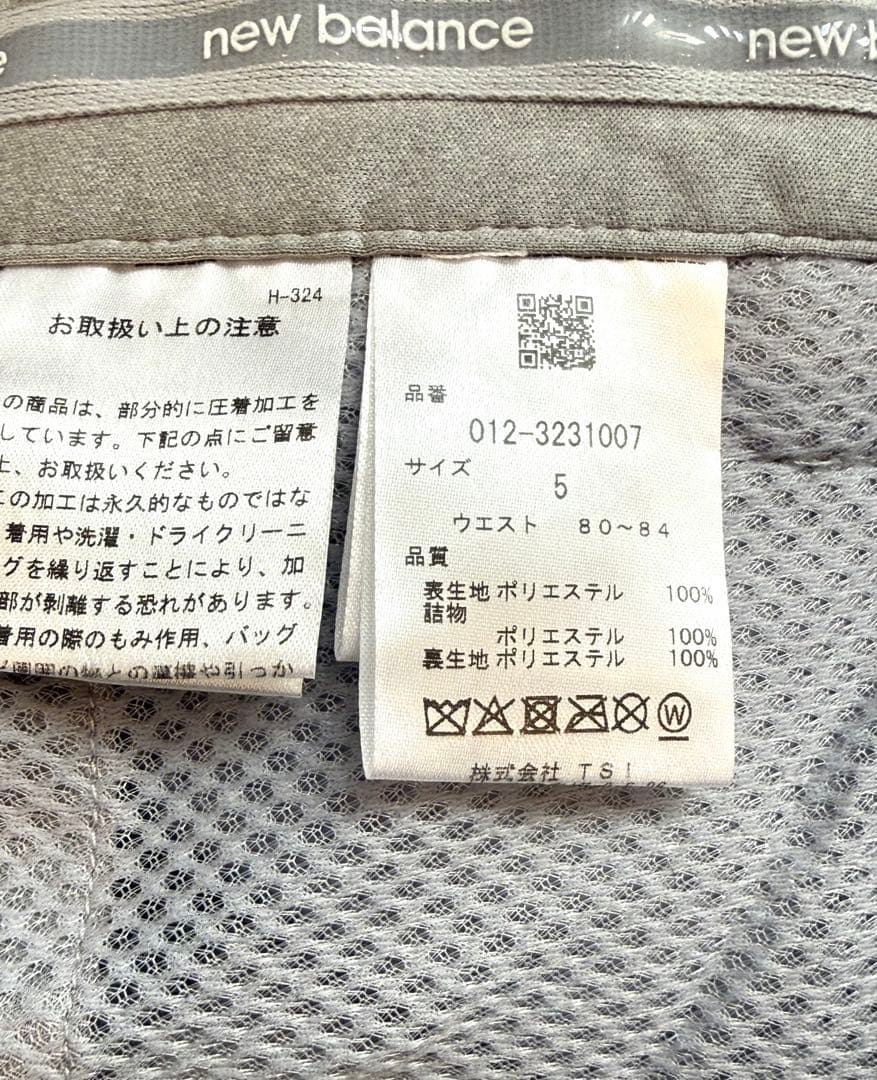 new balance
new b
H-324
お取扱い上の注意
の商品は、部分的に圧着加工を
しています。下記の点にご留意
上、お取扱いください。
この加工は永久的なものではな
着用や洗濯・ドライクリーニ
グを繰り返すことにより、加
部が剥離する恐れがあります。
着用の際のもみ作用、バッグ
品番
012-3231007
サイズ
5
ウエスト 80～84
品質
表生地 ポリエステル 100%
詰物
ポリエステル 100%
裏生地 ポリエステル 100%
W
株式会社 TSI